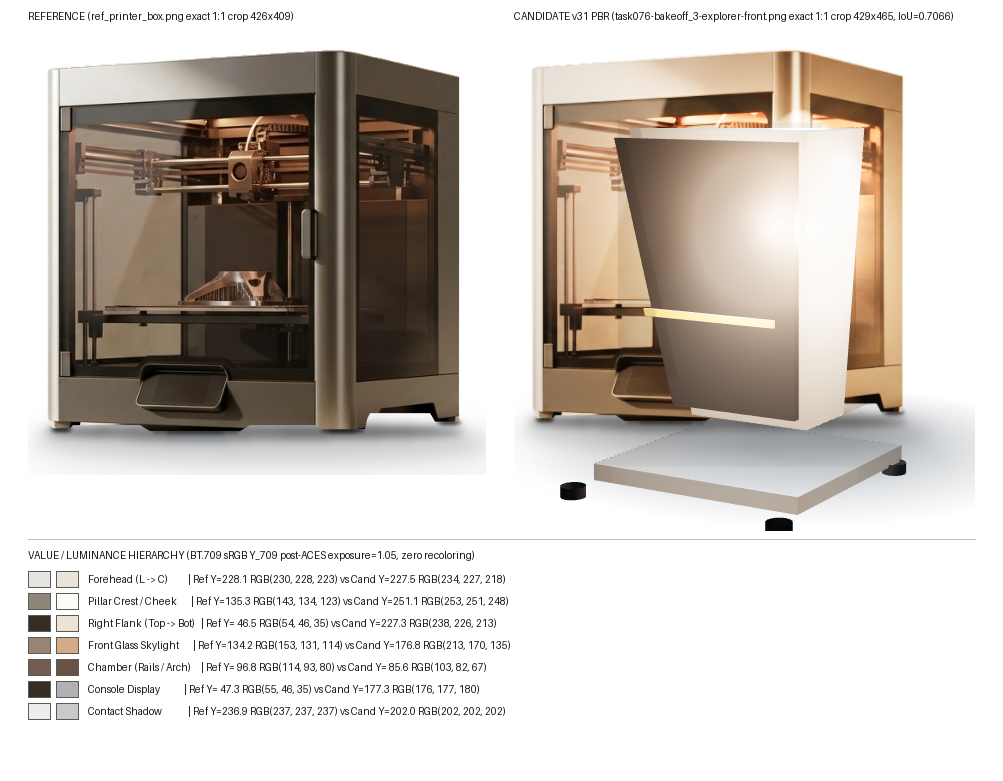 REFERENCE (ref_printer_box.png exact 1:1 crop 426x409)
CANDIDATE v31 PBR (task076-bakeoff_3-explorer-front.png exact 1:1 crop 429x465, IoU=0.7066)
VALUE / LUMINANCE HIERARCHY (BT.709 sRGB Y_709 post-ACES exposure=1.05, zero recoloring)
Forehead (L -> C) | Ref Y=228.1 RGB(230, 228, 223) vs Cand Y=227.5 RGB(234, 227, 218)
Pillar Crest / Cheek | Ref Y=135.3 RGB(143, 134, 123) vs Cand Y=251.1 RGB(253, 251, 248)
Right Flank (Top -> Bot) | Ref Y= 46.5 RGB(54, 46, 35) vs Cand Y=227.3 RGB(238, 226, 213)
Front Glass Skylight | Ref Y=134.2 RGB(153, 131, 114) vs Cand Y=176.8 RGB(213, 170, 135)
Chamber (Rails / Arch) | Ref Y= 96.8 RGB(114, 93, 80) vs Cand Y= 85.6 RGB(103, 82, 67)
Console Display | Ref Y= 47.3 RGB(55, 46, 35) vs Cand Y=177.3 RGB(176, 177, 180)
Contact Shadow | Ref Y=236.9 RGB(237, 237, 237) vs Cand Y=202.0 RGB(202, 202, 202)